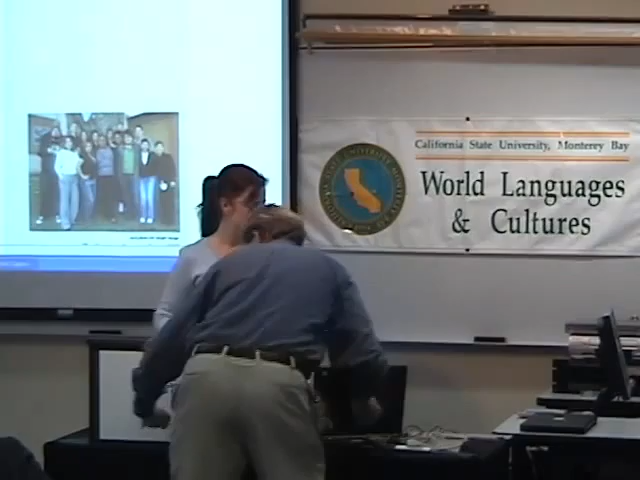 California State University, Monterey Bay
World Languages
& Cultures